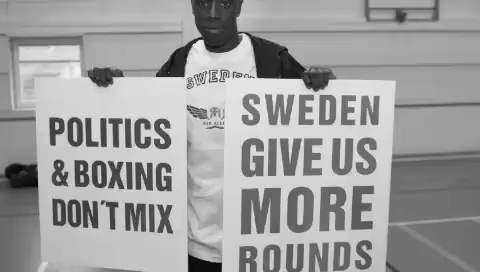 SWEDEN
POLITICS
& BOXING
DON´T MIX
SWEDEN
GIVE US
MORE
ROUNDS